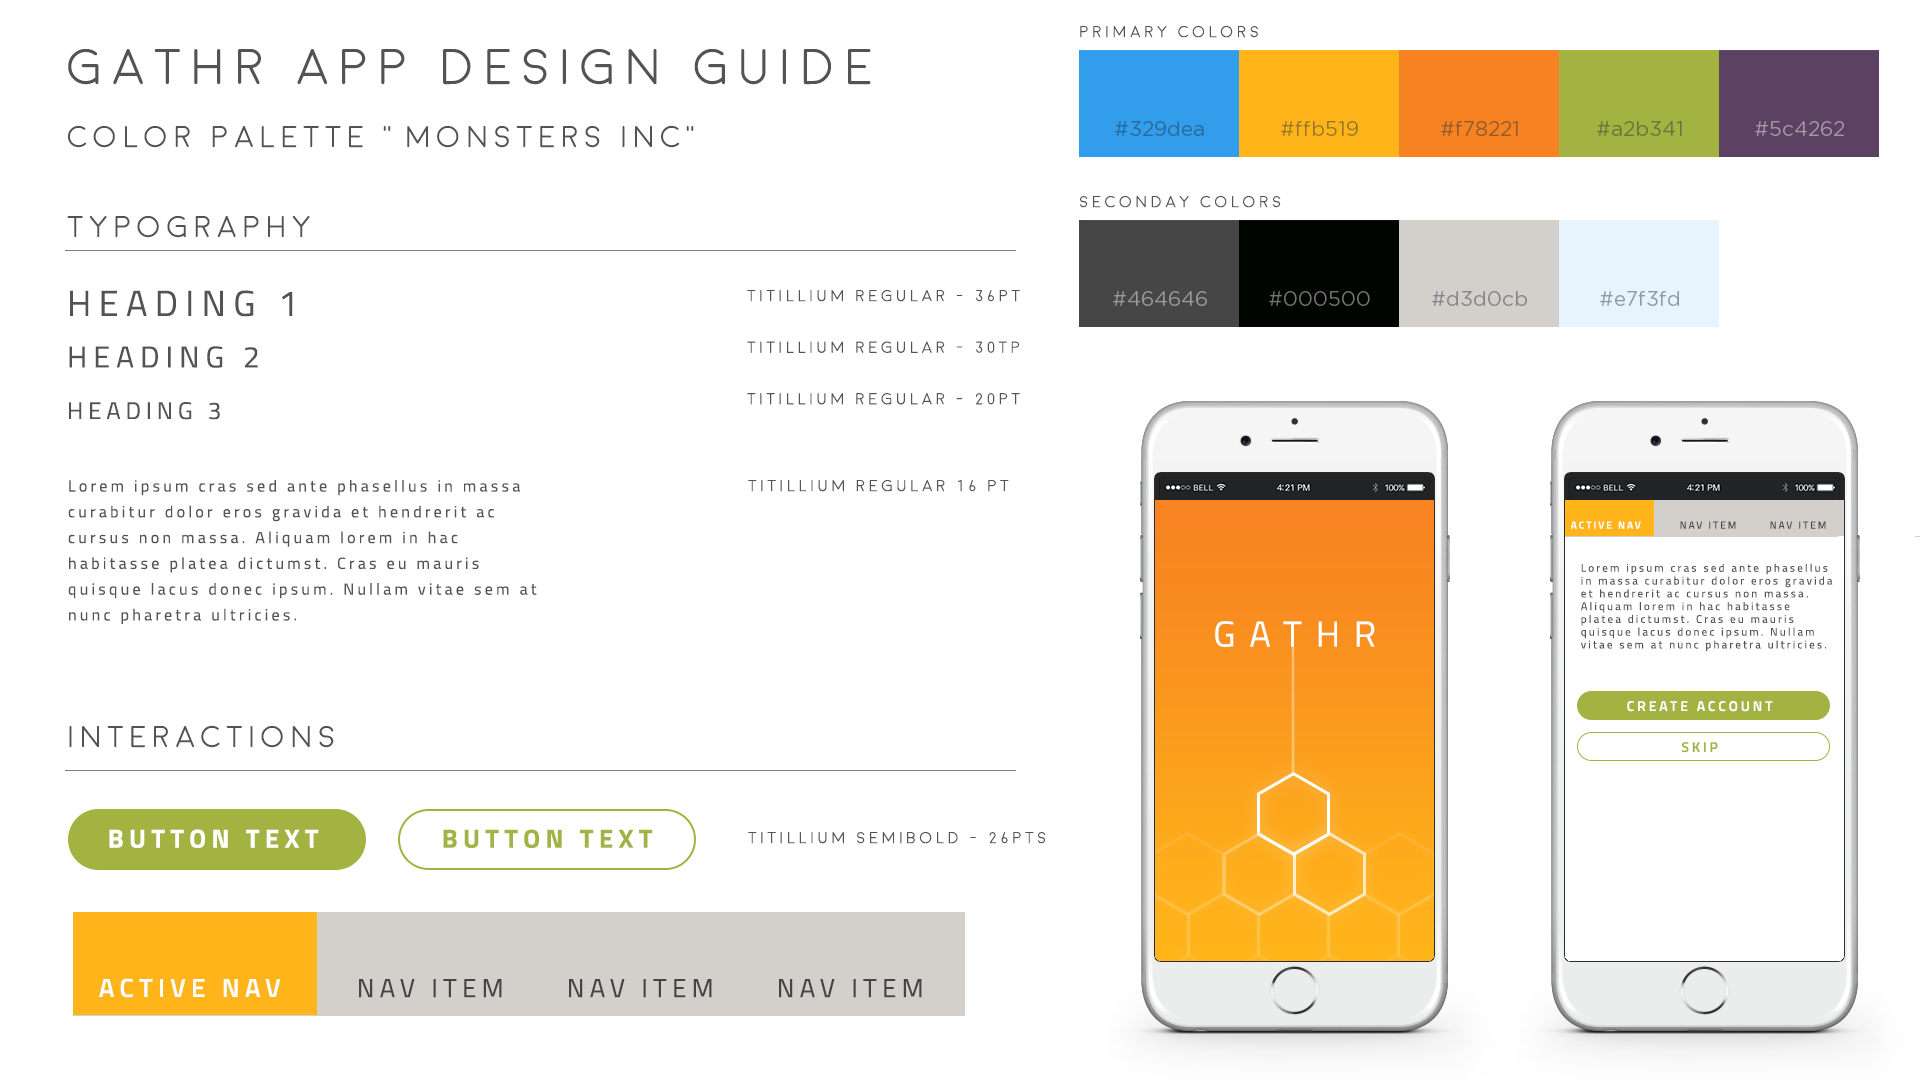 GATHR APP DESIGN GUIDE
COLOR PALETTE " MONSTERS INC"
TYPOGRAPHY
HEADING 1
TITILLIUM REGULAR - 36PT
HEADING 2
TITILLIUM REGULAR - 30TP
HEADING 3
TITILLIUM REGULAR - 20PT
Lorem ipsum cras sed ante phasellus in massa
curabitur dolor eros gravida et hendrerit ac
cursus non massa. Aliquam lorem in hac
habitasse platea dictumst. Cras eu mauris
quisque lacus donec ipsum. Nullam vitae sem at
nunc pharetra ultricies.
TITILLIUM REGULAR 16 PT
INTERACTIONS
BUTTON TEXT
BUTTON TEXT
TITILLIUM SEMIBOLD - 26PTS
ACTIVE NAV
NAV ITEM
NAV ITEM
NAV ITEM
PRIMARY COLORS
#329dea
#ffb519
#f78221
#a2b341
#5c4262
SECONDAY COLORS
#464646
#000500
#d3d0cb
#e7f3fd
BELL
4:21 PM
100%
GATHR
BELL
4:21 PM
100%
ACTIVE NAV
NAV ITEM
NAV ITEM
Lorem ipsum cras sed ante phasellus
in massa curabitur dolor eros gravida
et hendrerit ac cursus non massa.
Aliquam lorem in hac habitasse
platea dictumst. Cras eu mauris
quisque lacus donec ipsum. Nullam
vitae sem at nunc pharetra ultricies.
CREATE ACCOUNT
SKIP